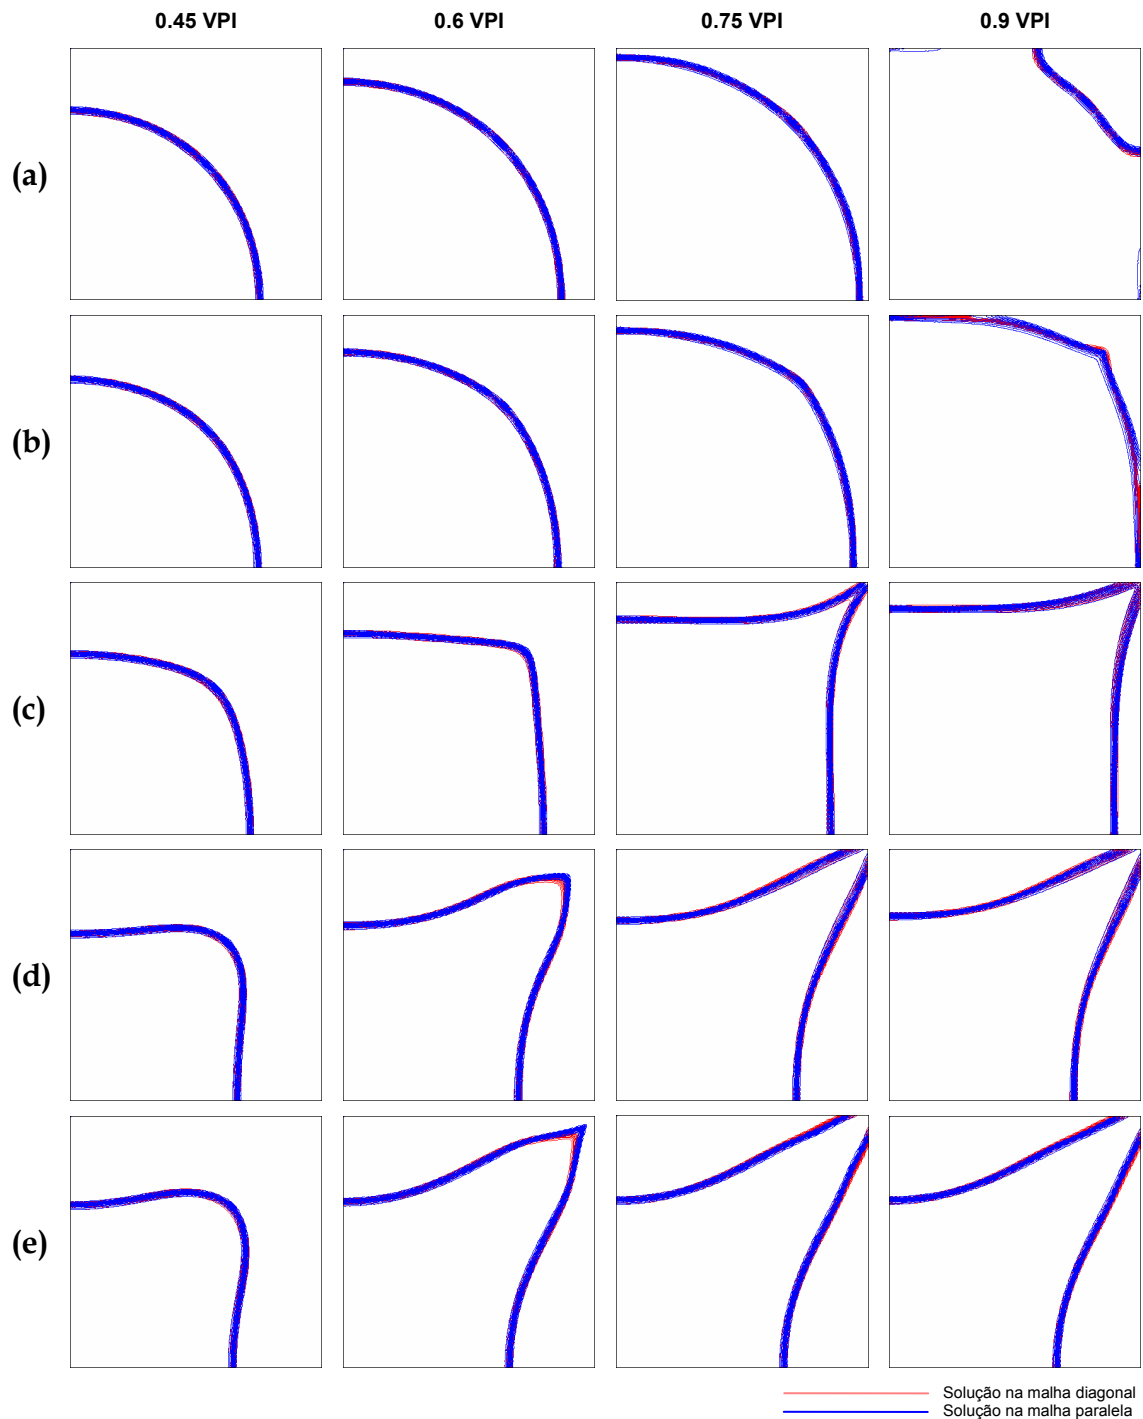 0.45 VPI 0.6 VPI 0.75 VPI 0.9 VPI
(a)
(b)
(c)
(d)
(e)
Solução na malha diagonal
Solução na malha paralela